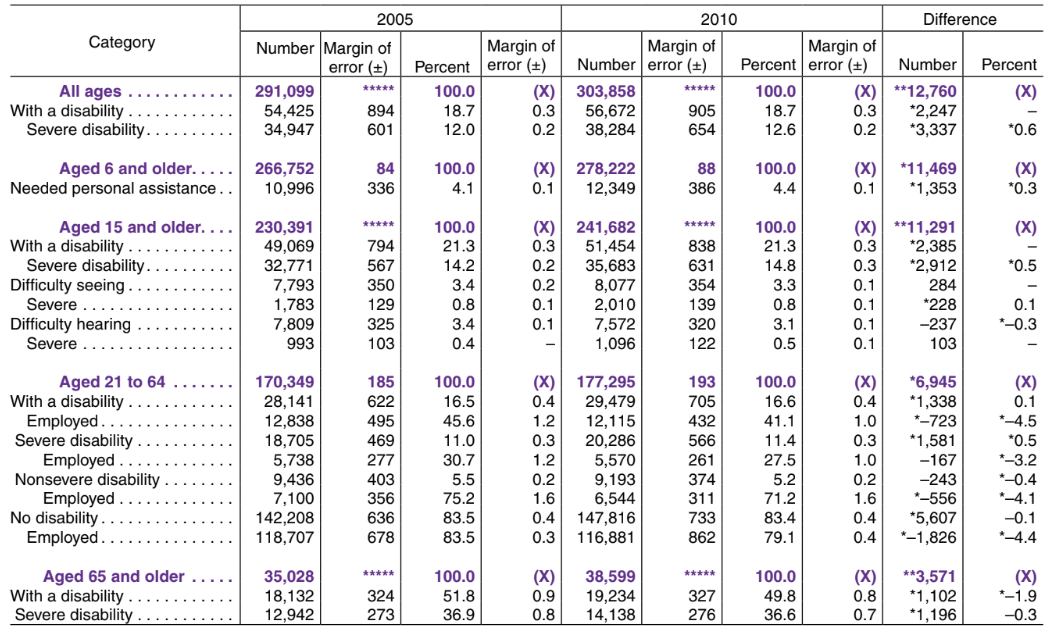 2005 2010 Difference
Category Number Margin of error (±) Percent Margin of error (±) Number Margin of error (±) Percent Margin of error (±) Number Percent
All ages . . . . . . . . . . . . 291,099 ***** 100.0 (X) 303,858 ***** 100.0 (X) **12,760 (X)
With a disability . . . . . . . . . . . . 54,425 894 18.7 0.3 56,672 905 18.7 0.3 *2,247 –
Severe disability. . . . . . . . . . 34,947 601 12.0 0.2 38,284 654 12.6 0.2 *3,337 *0.6
Aged 6 and older. . . . . 266,752 84 100.0 (X) 278,222 88 100.0 (X) *11,469 (X)
Needed personal assistance . . 10,996 336 4.1 0.1 12,349 386 4.4 0.1 *1,353 *0.3
Aged 15 and older. . . . 230,391 ***** 100.0 (X) 241,682 ***** 100.0 (X) **11,291 (X)
With a disability . . . . . . . . . . . . 49,069 794 21.3 0.3 51,454 838 21.3 0.3 *2,385 –
Severe disability. . . . . . . . . . 32,771 567 14.2 0.2 35,683 631 14.8 0.3 *2,912 *0.5
Difficulty seeing . . . . . . . . . . . . 7,793 350 3.4 0.2 8,077 354 3.3 0.1 284 –
Severe . . . . . . . . . . . . . . . . . 1,783 129 0.8 0.1 2,010 139 0.8 0.1 *228 0.1
Difficulty hearing . . . . . . . . . . . 7,809 325 3.4 0.1 7,572 320 3.1 0.1 –237 *–0.3
Severe . . . . . . . . . . . . . . . . . 993 103 0.4 – 1,096 122 0.5 0.1 103 –
Aged 21 to 64 . . . . . . . 170,349 185 100.0 (X) 177,295 193 100.0 (X) *6,945 (X)
With a disability . . . . . . . . . . . . 28,141 622 16.5 0.4 29,479 705 16.6 0.4 *1,338 0.1
Employed. . . . . . . . . . . . . . . 12,838 495 45.6 1.2 12,115 432 41.1 1.0 *–723 *–4.5
Severe disability . . . . . . . . . . . 18,705 469 11.0 0.3 20,286 566 11.4 0.3 *1,581 *0.5
Employed . . . . . . . . . . . . . 5,738 277 30.7 1.2 5,570 261 27.5 1.0 –167 *–3.2
Nonsevere disability . . . . . . . . 9,436 403 5.5 0.2 9,193 374 5.2 0.2 –243 *–0.4
Employed . . . . . . . . . . . . . 7,100 356 75.2 1.6 6,544 311 71.2 1.6 *–556 *–4.1
No disability. . . . . . . . . . . . . . . 142,208 636 83.5 0.4 147,816 733 83.4 0.4 *5,607 –0.1
Employed. . . . . . . . . . . . . . . 118,707 678 83.5 0.3 116,881 862 79.1 0.4 *–1,826 *–4.4
Aged 65 and older . . . . . 35,028 ***** 100.0 (X) 38,599 ***** 100.0 (X) **3,571 (X)
With a disability . . . . . . . . . . . . 18,132 324 51.8 0.9 19,234 327 49.8 0.8 *1,102 *–1.9
Severe disability . . . . . . . . . . . 12,942 273 36.9 0.8 14,138 276 36.6 0.7 *1,196 –0.3